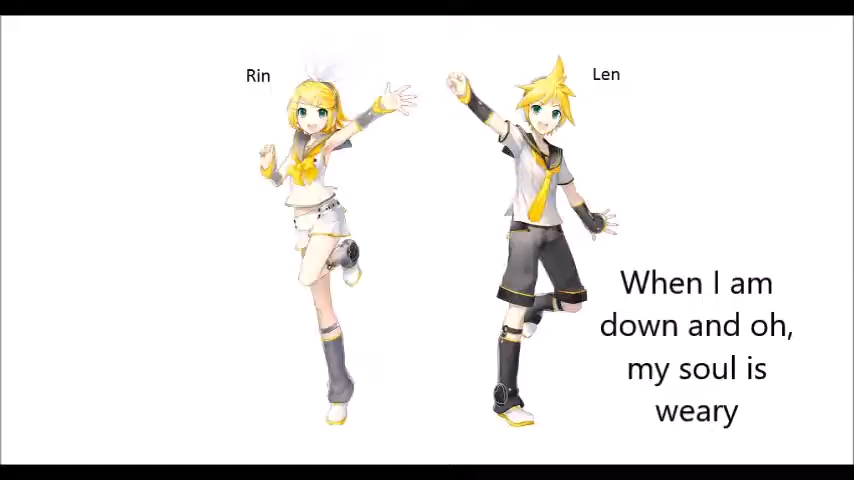 Rin
Len
When I am
down and oh,
my soul is
weary